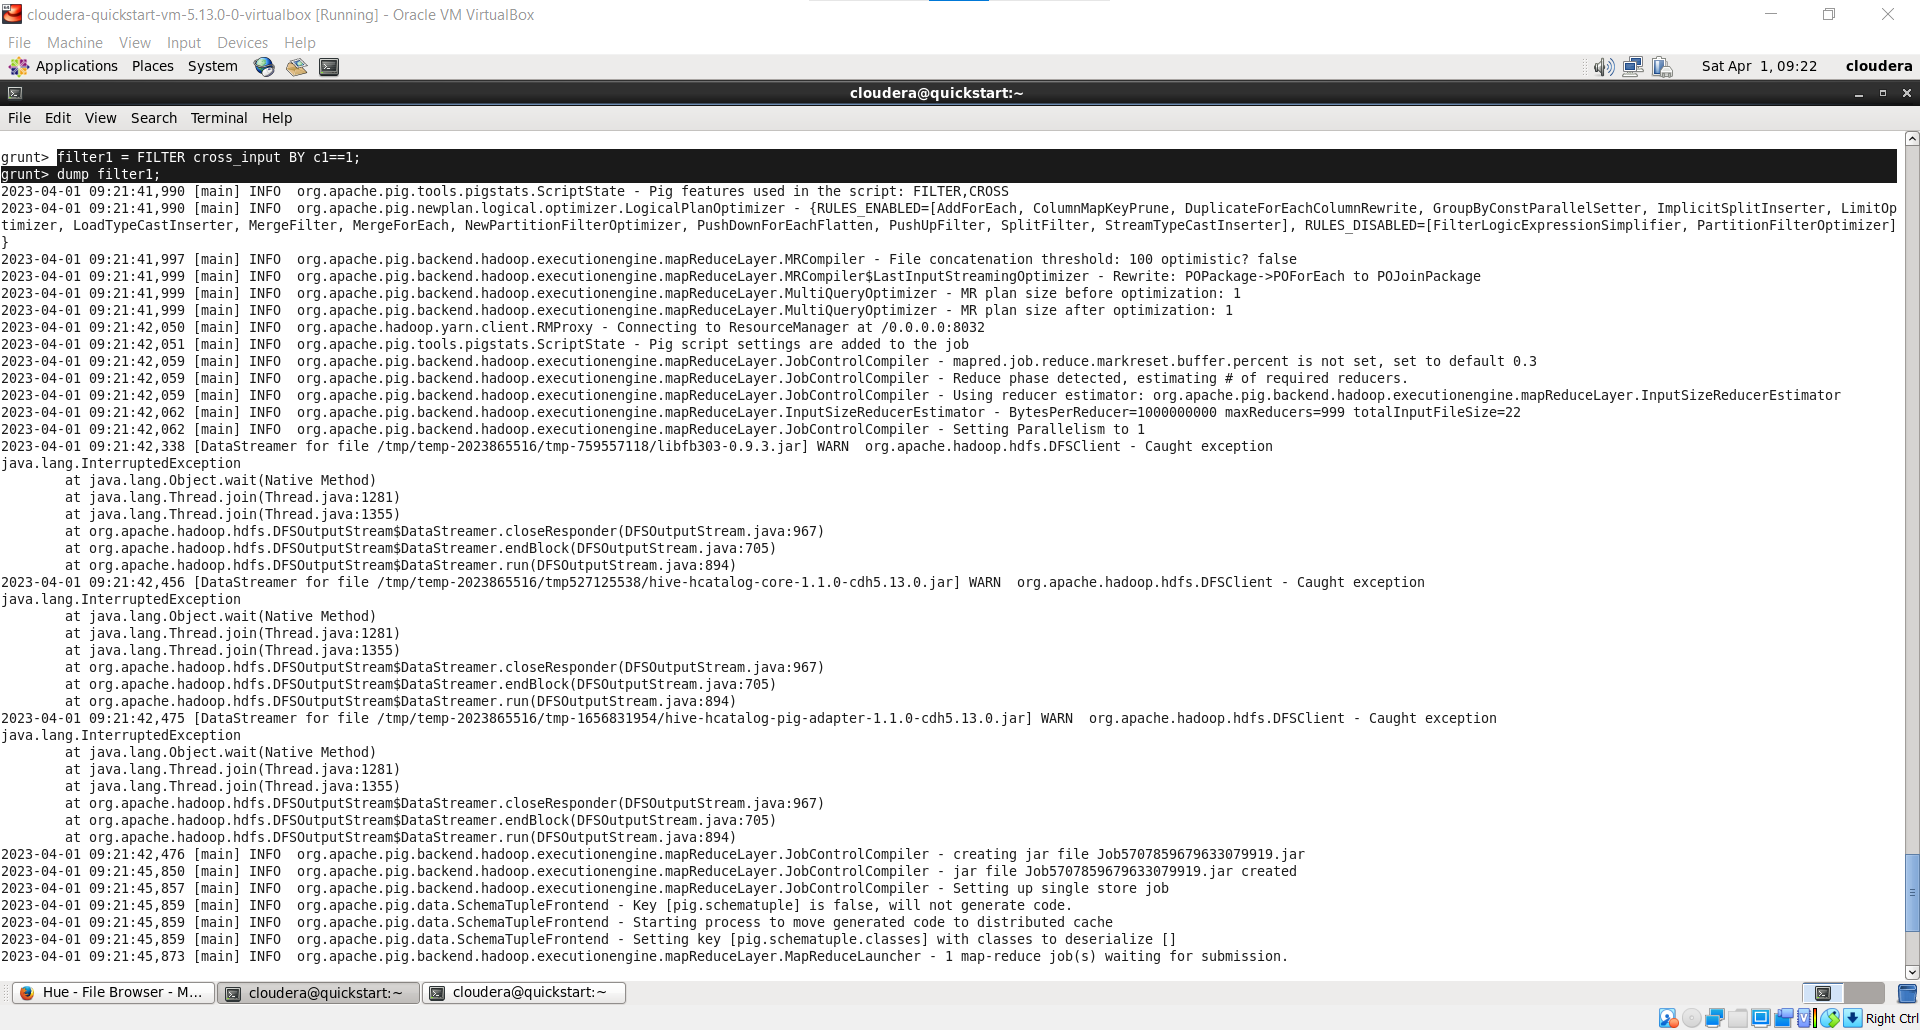 cloudera-quickstart-vm-5.13.0-0-virtualbox [Running] - Oracle VM VirtualBox
File Machine View Input Devices Help
Applications Places System Sat Apr 1, 09:22 cloudera
cloudera@quickstart:~
File Edit View Search Terminal Help
grunt> filter1 = FILTER cross_input BY c1==1;
grunt> dump filter1;
2023-04-01 09:21:41,990 [main] INFO  org.apache.pig.tools.pigstats.ScriptState - Pig features used in the script: FILTER,CROSS
2023-04-01 09:21:41,990 [main] INFO  org.apache.pig.newplan.logical.optimizer.LogicalPlanOptimizer - {RULES_ENABLED=[AddForEach, ColumnMapKeyPrune, DuplicateForEachColumnRewrite, GroupByConstParallelSetter, ImplicitSplitInserter, LimitOp
timizer, LoadTypeCastInserter, MergeFilter, MergeForEach, NewPartitionFilterOptimizer, PushDownForEachFlatten, PushUpFilter, SplitFilter, StreamTypeCastInserter], RULES_DISABLED=[FilterLogicExpressionSimplifier, PartitionFilterOptimizer]
}
2023-04-01 09:21:41,997 [main] INFO  org.apache.pig.backend.hadoop.executionengine.mapReduceLayer.MRCompiler - File concatenation threshold: 100 optimistic? false
2023-04-01 09:21:41,999 [main] INFO  org.apache.pig.backend.hadoop.executionengine.mapReduceLayer.MRCompiler$LastInputStreamingOptimizer - Rewrite: POPackage->POForEach to POJoinPackage
2023-04-01 09:21:41,999 [main] INFO  org.apache.pig.backend.hadoop.executionengine.mapReduceLayer.MultiQueryOptimizer - MR plan size before optimization: 1
2023-04-01 09:21:41,999 [main] INFO  org.apache.pig.backend.hadoop.executionengine.mapReduceLayer.MultiQueryOptimizer - MR plan size after optimization: 1
2023-04-01 09:21:42,050 [main] INFO  org.apache.hadoop.yarn.client.RMProxy - Connecting to ResourceManager at /0.0.0.0:8032
2023-04-01 09:21:42,051 [main] INFO  org.apache.pig.tools.pigstats.ScriptState - Pig script settings are added to the job
2023-04-01 09:21:42,059 [main] INFO  org.apache.pig.backend.hadoop.executionengine.mapReduceLayer.JobControlCompiler - mapred.job.reduce.markreset.buffer.percent is not set, set to default 0.3
2023-04-01 09:21:42,059 [main] INFO  org.apache.pig.backend.hadoop.executionengine.mapReduceLayer.JobControlCompiler - Reduce phase detected, estimating # of required reducers.
2023-04-01 09:21:42,059 [main] INFO  org.apache.pig.backend.hadoop.executionengine.mapReduceLayer.JobControlCompiler - Using reducer estimator: org.apache.pig.backend.hadoop.executionengine.mapReduceLayer.InputSizeReducerEstimator
2023-04-01 09:21:42,062 [main] INFO  org.apache.pig.backend.hadoop.executionengine.mapReduceLayer.InputSizeReducerEstimator - BytesPerReducer=1000000000 maxReducers=999 totalInputFileSize=22
2023-04-01 09:21:42,062 [main] INFO  org.apache.pig.backend.hadoop.executionengine.mapReduceLayer.JobControlCompiler - Setting Parallelism to 1
2023-04-01 09:21:42,338 [DataStreamer for file /tmp/temp-2023865516/tmp-759557118/libfb303-0.9.3.jar] WARN  org.apache.hadoop.hdfs.DFSClient - Caught exception
java.lang.InterruptedException
        at java.lang.Object.wait(Native Method)
        at java.lang.Thread.join(Thread.java:1281)
        at java.lang.Thread.join(Thread.java:1355)
        at org.apache.hadoop.hdfs.DFSOutputStream$DataStreamer.closeResponder(DFSOutputStream.java:967)
        at org.apache.hadoop.hdfs.DFSOutputStream$DataStreamer.endBlock(DFSOutputStream.java:705)
        at org.apache.hadoop.hdfs.DFSOutputStream$DataStreamer.run(DFSOutputStream.java:894)
2023-04-01 09:21:42,456 [DataStreamer for file /tmp/temp-2023865516/tmp527125538/hive-hcatalog-core-1.1.0-cdh5.13.0.jar] WARN  org.apache.hadoop.hdfs.DFSClient - Caught exception
java.lang.InterruptedException
        at java.lang.Object.wait(Native Method)
        at java.lang.Thread.join(Thread.java:1281)
        at java.lang.Thread.join(Thread.java:1355)
        at org.apache.hadoop.hdfs.DFSOutputStream$DataStreamer.closeResponder(DFSOutputStream.java:967)
        at org.apache.hadoop.hdfs.DFSOutputStream$DataStreamer.endBlock(DFSOutputStream.java:705)
        at org.apache.hadoop.hdfs.DFSOutputStream$DataStreamer.run(DFSOutputStream.java:894)
2023-04-01 09:21:42,475 [DataStreamer for file /tmp/temp-2023865516/tmp-1656831954/hive-hcatalog-pig-adapter-1.1.0-cdh5.13.0.jar] WARN  org.apache.hadoop.hdfs.DFSClient - Caught exception
java.lang.InterruptedException
        at java.lang.Object.wait(Native Method)
        at java.lang.Thread.join(Thread.java:1281)
        at java.lang.Thread.join(Thread.java:1355)
        at org.apache.hadoop.hdfs.DFSOutputStream$DataStreamer.closeResponder(DFSOutputStream.java:967)
        at org.apache.hadoop.hdfs.DFSOutputStream$DataStreamer.endBlock(DFSOutputStream.java:705)
        at org.apache.hadoop.hdfs.DFSOutputStream$DataStreamer.run(DFSOutputStream.java:894)
2023-04-01 09:21:42,476 [main] INFO  org.apache.pig.backend.hadoop.executionengine.mapReduceLayer.JobControlCompiler - creating jar file Job5707859679633079919.jar
2023-04-01 09:21:45,850 [main] INFO  org.apache.pig.backend.hadoop.executionengine.mapReduceLayer.JobControlCompiler - jar file Job5707859679633079919.jar created
2023-04-01 09:21:45,857 [main] INFO  org.apache.pig.backend.hadoop.executionengine.mapReduceLayer.JobControlCompiler - Setting up single store job
2023-04-01 09:21:45,859 [main] INFO  org.apache.pig.data.SchemaTupleFrontend - Key [pig.schematuple] is false, will not generate code.
2023-04-01 09:21:45,859 [main] INFO  org.apache.pig.data.SchemaTupleFrontend - Starting process to move generated code to distributed cache
2023-04-01 09:21:45,859 [main] INFO  org.apache.pig.data.SchemaTupleFrontend - Setting key [pig.schematuple.classes] with classes to deserialize []
2023-04-01 09:21:45,873 [main] INFO  org.apache.pig.backend.hadoop.executionengine.mapReduceLayer.MapReduceLauncher - 1 map-reduce job(s) waiting for submission.
Hue - File Browser - M... cloudera@quickstart:~ cloudera@quickstart:~
Right Ctrl